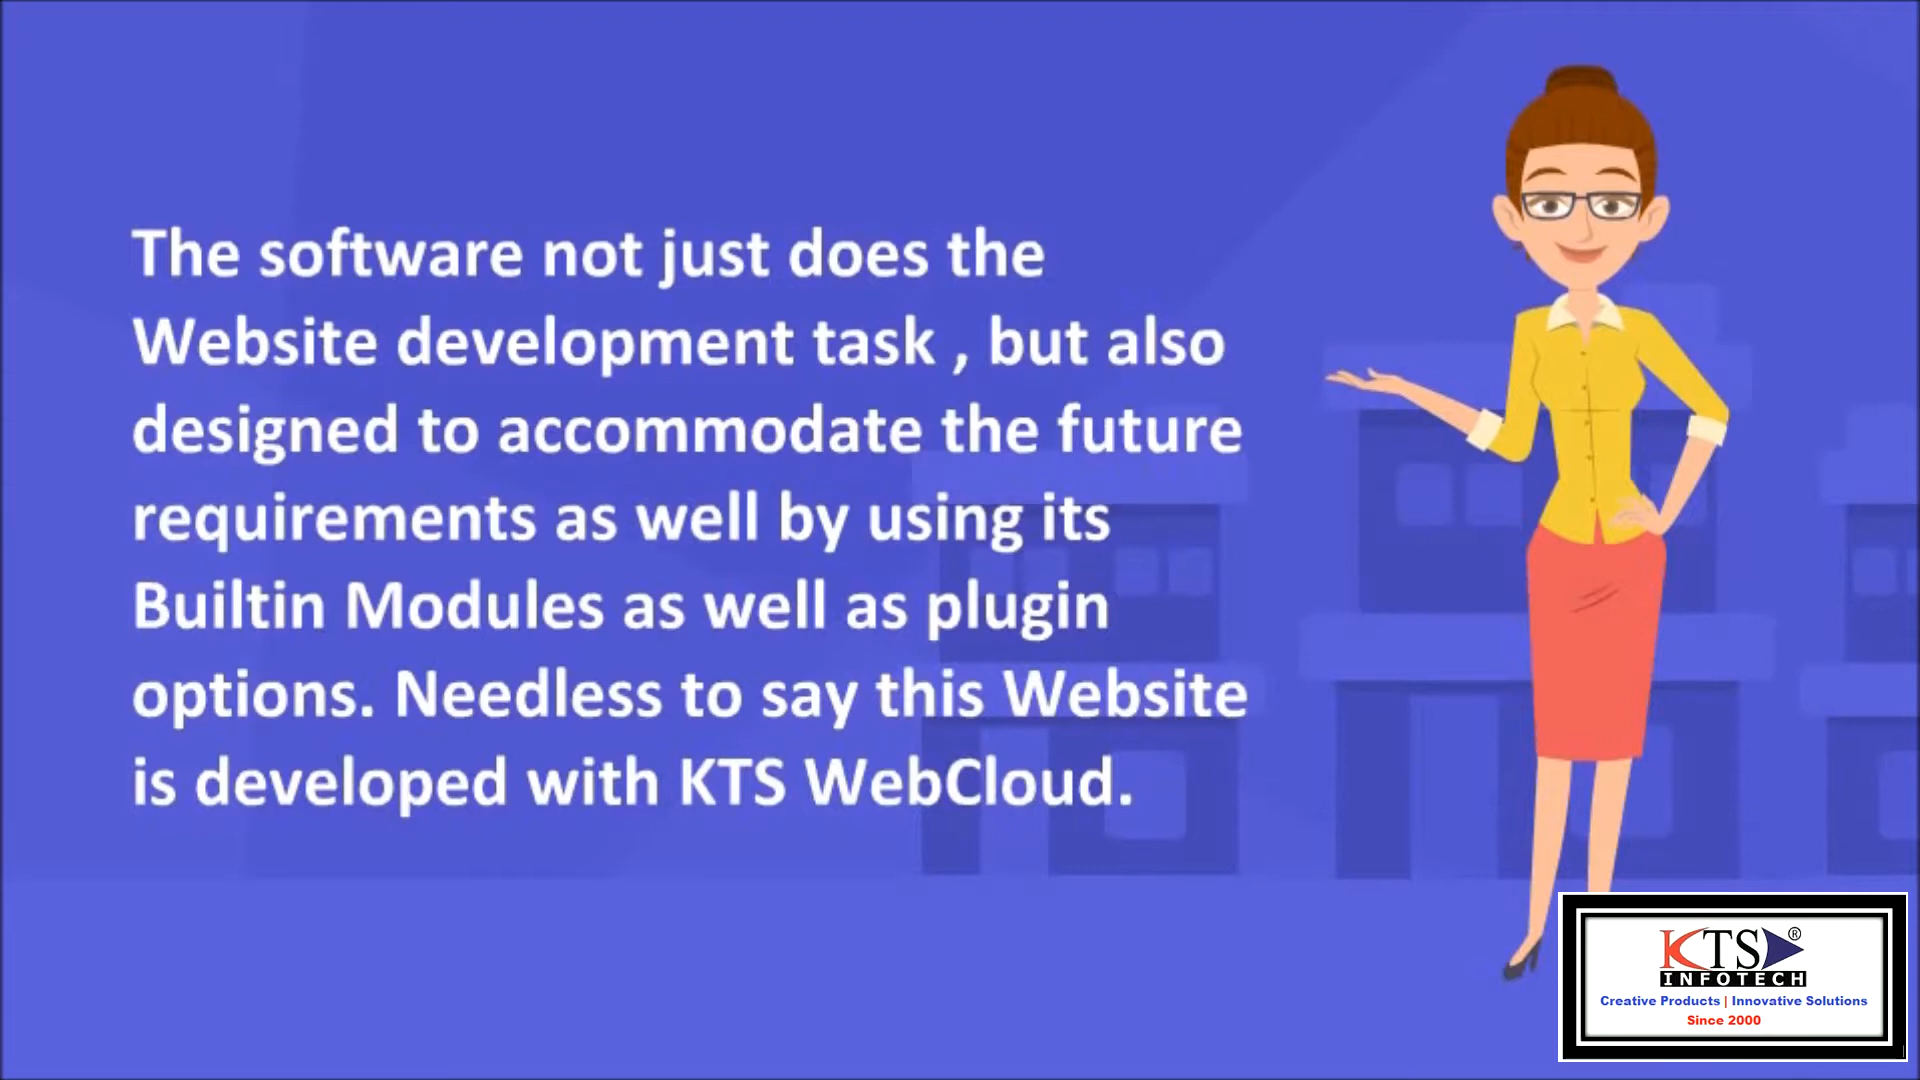 The software not just does the
Website development task , but also
designed to accommodate the future
requirements as well by using its
Builtin Modules as well as plugin
options. Needless to say this Website
is developed with KTS WebCloud.
KTS ®
INFOTECH
Creative Products | Innovative Solutions
Since 2000